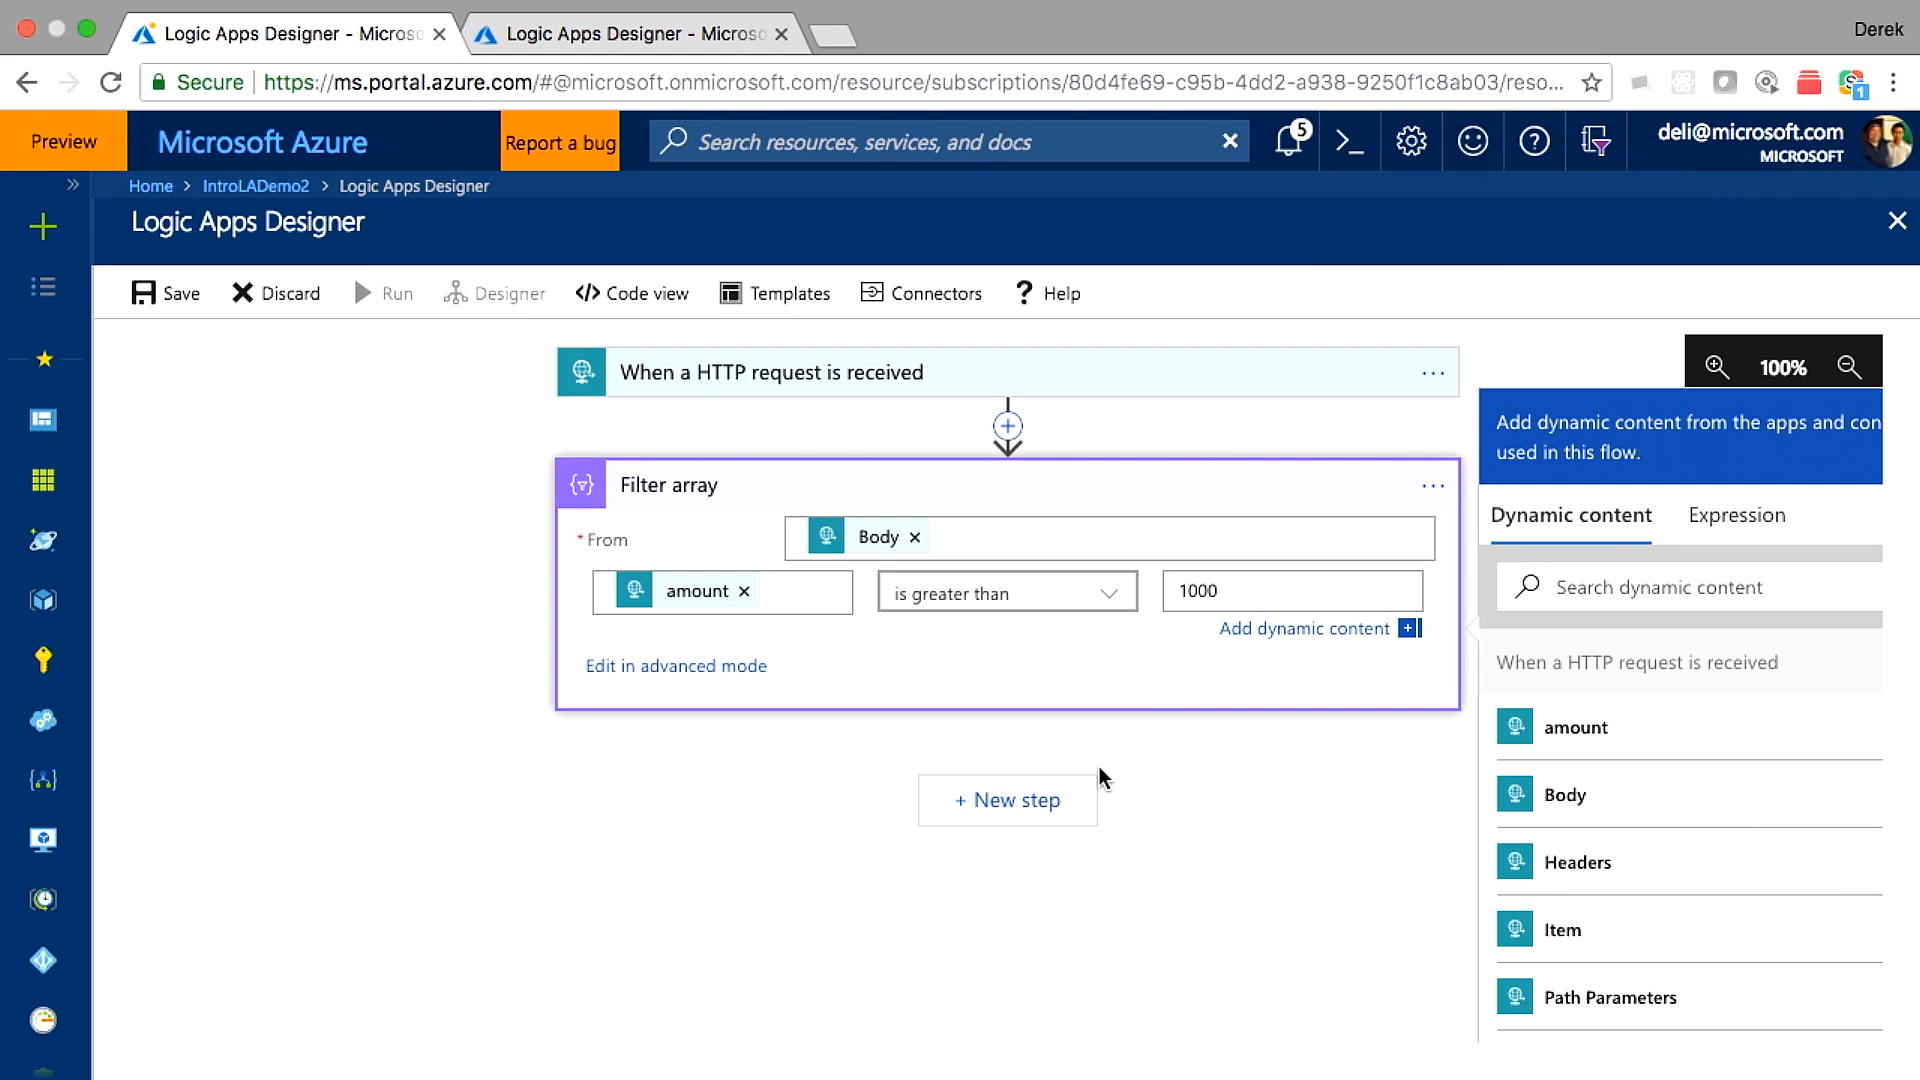 Logic Apps Designer - Microso
Logic Apps Designer - Microso
Derek
Secure https://ms.portal.azure.com/#@microsoft.onmicrosoft.com/resource/subscriptions/80d4fe69-c95b-4dd2-a938-9250f1c8ab03/reso...
1
Preview
Microsoft Azure
Report a bug
Search resources, services, and docs
5
deli@microsoft.com
MICROSOFT
Home > IntroLADemo2 > Logic Apps Designer
Logic Apps Designer
Save
Discard
Run
Designer
Code view
Templates
Connectors
Help
When a HTTP request is received
100%
Filter array
* From
Body
amount
is greater than
1000
Add dynamic content
Edit in advanced mode
+ New step
Add dynamic content from the apps and con
used in this flow.
Dynamic content
Expression
Search dynamic content
When a HTTP request is received
amount
Body
Headers
Item
Path Parameters